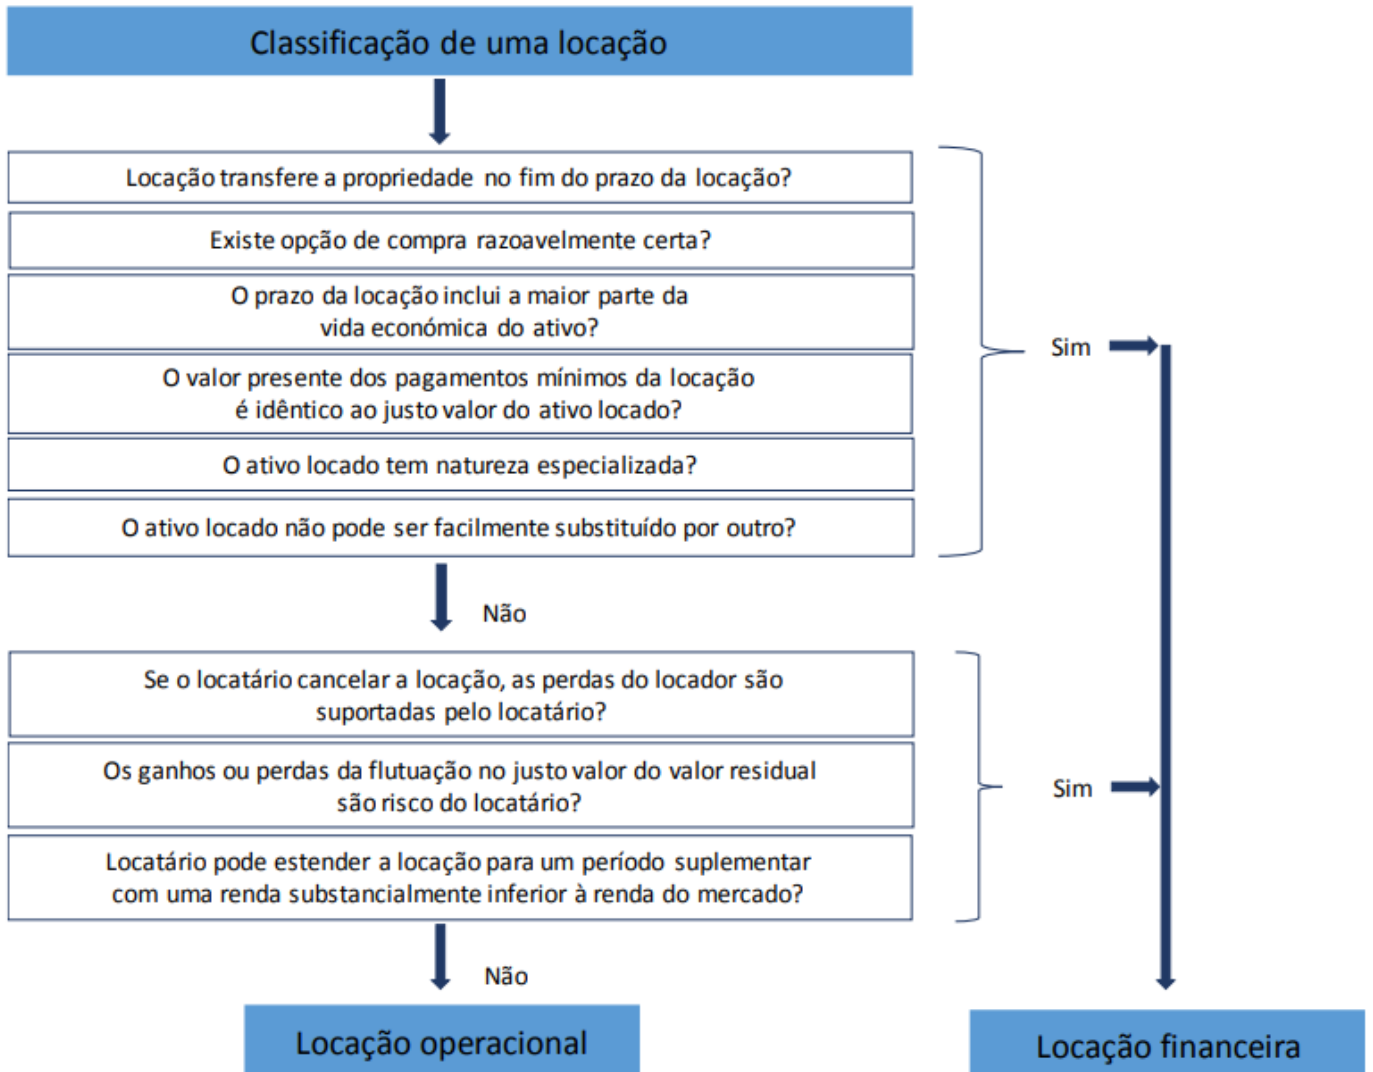 Classificação de uma locação
Locação transfere a propriedade no fim do prazo da locação?
Existe opção de compra razoavelmente certa?
O prazo da locação inclui a maior parte da
vida económica do ativo?
O valor presente dos pagamentos mínimos da locação
é idêntico ao justo valor do ativo locado?
O ativo locado tem natureza especializada?
O ativo locado não pode ser facilmente substituído por outro?
Sim
Não
Se o locatário cancelar a locação, as perdas do locador são
suportadas pelo locatário?
Os ganhos ou perdas da flutuação no justo valor do valor residual
são risco do locatário?
Locatário pode estender a locação para um período suplementar
com uma renda substancialmente inferior à renda do mercado?
Sim
Não
Locação operacional
Locação financeira